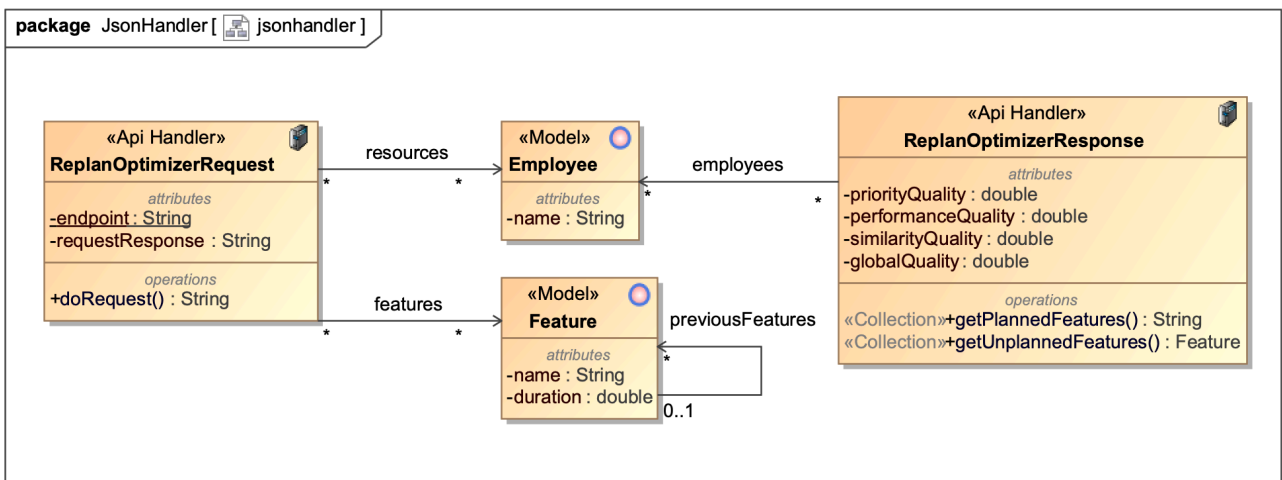 package JsonHandler [ jsonhandler ]
«Api Handler»
ReplanOptimizerRequest
attributes
-endpoint : String
-requestResponse : String
operations
+doRequest() : String
resources
*
*
features
*
*
«Model»
Employee
attributes
-name : String
«Model»
Feature
attributes
-name : String
-duration : double
previousFeatures
*
0..1
employees
*
*
«Api Handler»
ReplanOptimizerResponse
attributes
-priorityQuality : double
-performanceQuality : double
-similarityQuality : double
-globalQuality : double
operations
«Collection»+getPlannedFeatures() : String
«Collection»+getUnplannedFeatures() : Feature